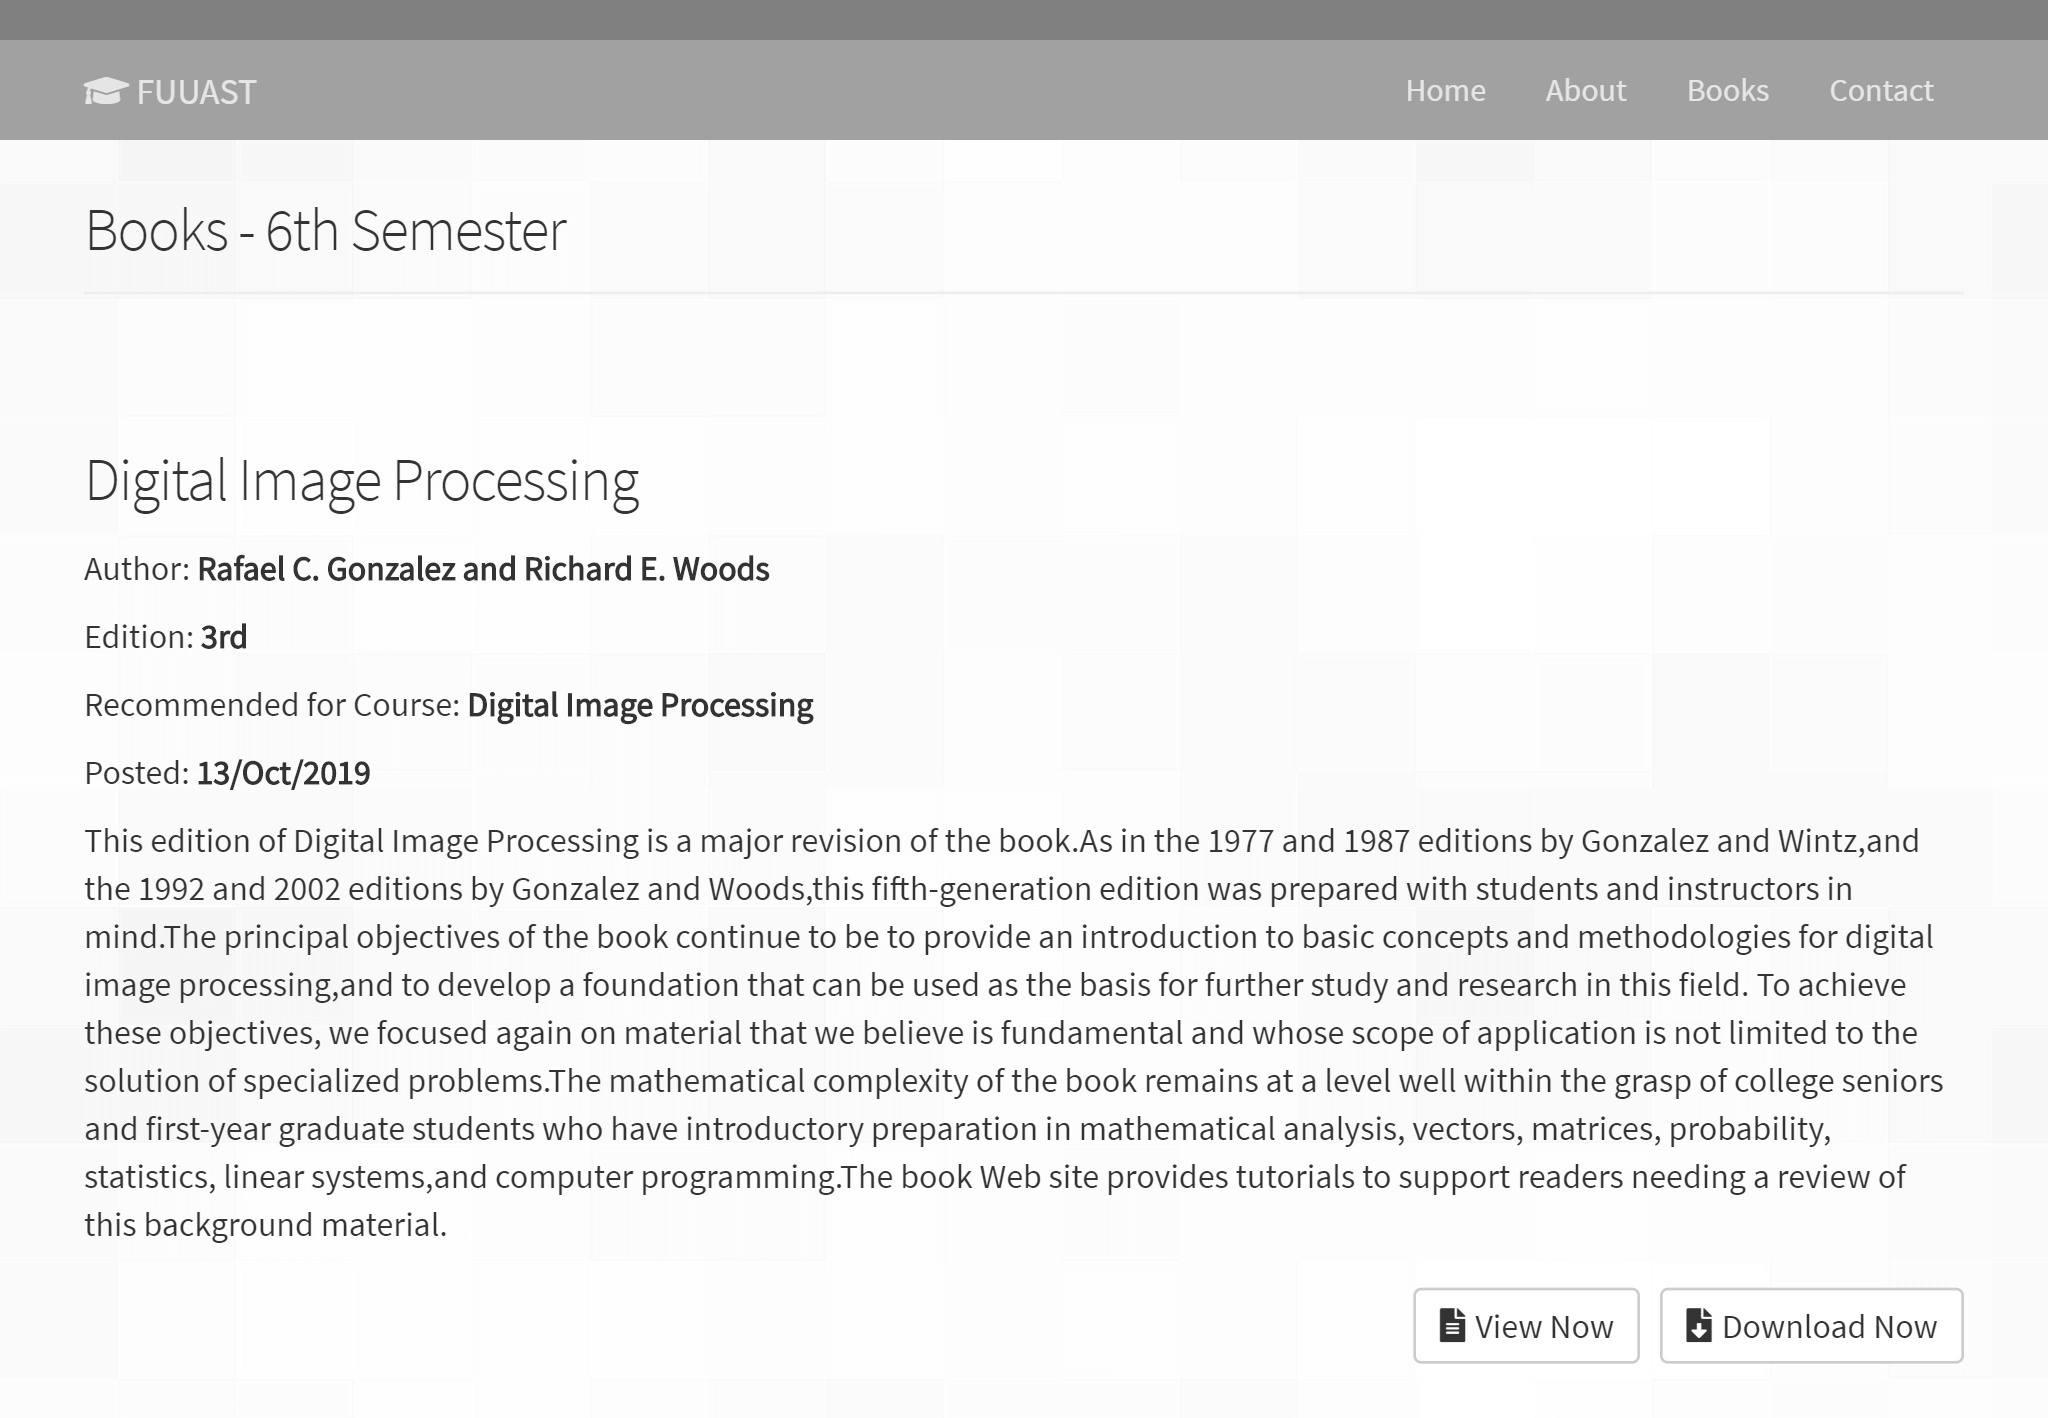 FUUAST
Home About Books Contact
Books - 6th Semester
Digital Image Processing
Author: Rafael C. Gonzalez and Richard E. Woods
Edition: 3rd
Recommended for Course: Digital Image Processing
Posted: 13/Oct/2019
This edition of Digital Image Processing is a major revision of the book.As in the 1977 and 1987 editions by Gonzalez and Wintz,and
the 1992 and 2002 editions by Gonzalez and Woods,this fifth-generation edition was prepared with students and instructors in
mind.The principal objectives of the book continue to be to provide an introduction to basic concepts and methodologies for digital
image processing,and to develop a foundation that can be used as the basis for further study and research in this field. To achieve
these objectives, we focused again on material that we believe is fundamental and whose scope of application is not limited to the
solution of specialized problems.The mathematical complexity of the book remains at a level well within the grasp of college seniors
and first-year graduate students who have introductory preparation in mathematical analysis, vectors, matrices, probability,
statistics, linear systems,and computer programming.The book Web site provides tutorials to support readers needing a review of
this background material.
View Now Download Now